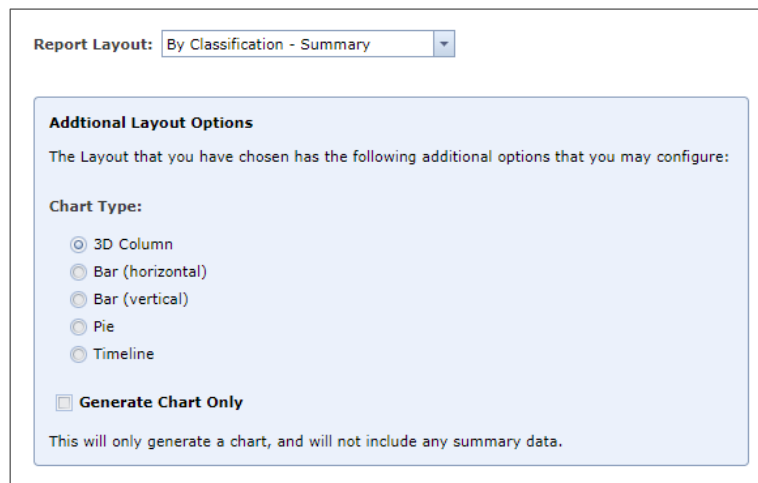 Report Layout: By Classification - Summary
Addtional Layout Options
The Layout that you have chosen has the following additional options that you may configure:
Chart Type:
3D Column
Bar (horizontal)
Bar (vertical)
Pie
Timeline
Generate Chart Only
This will only generate a chart, and will not include any summary data.